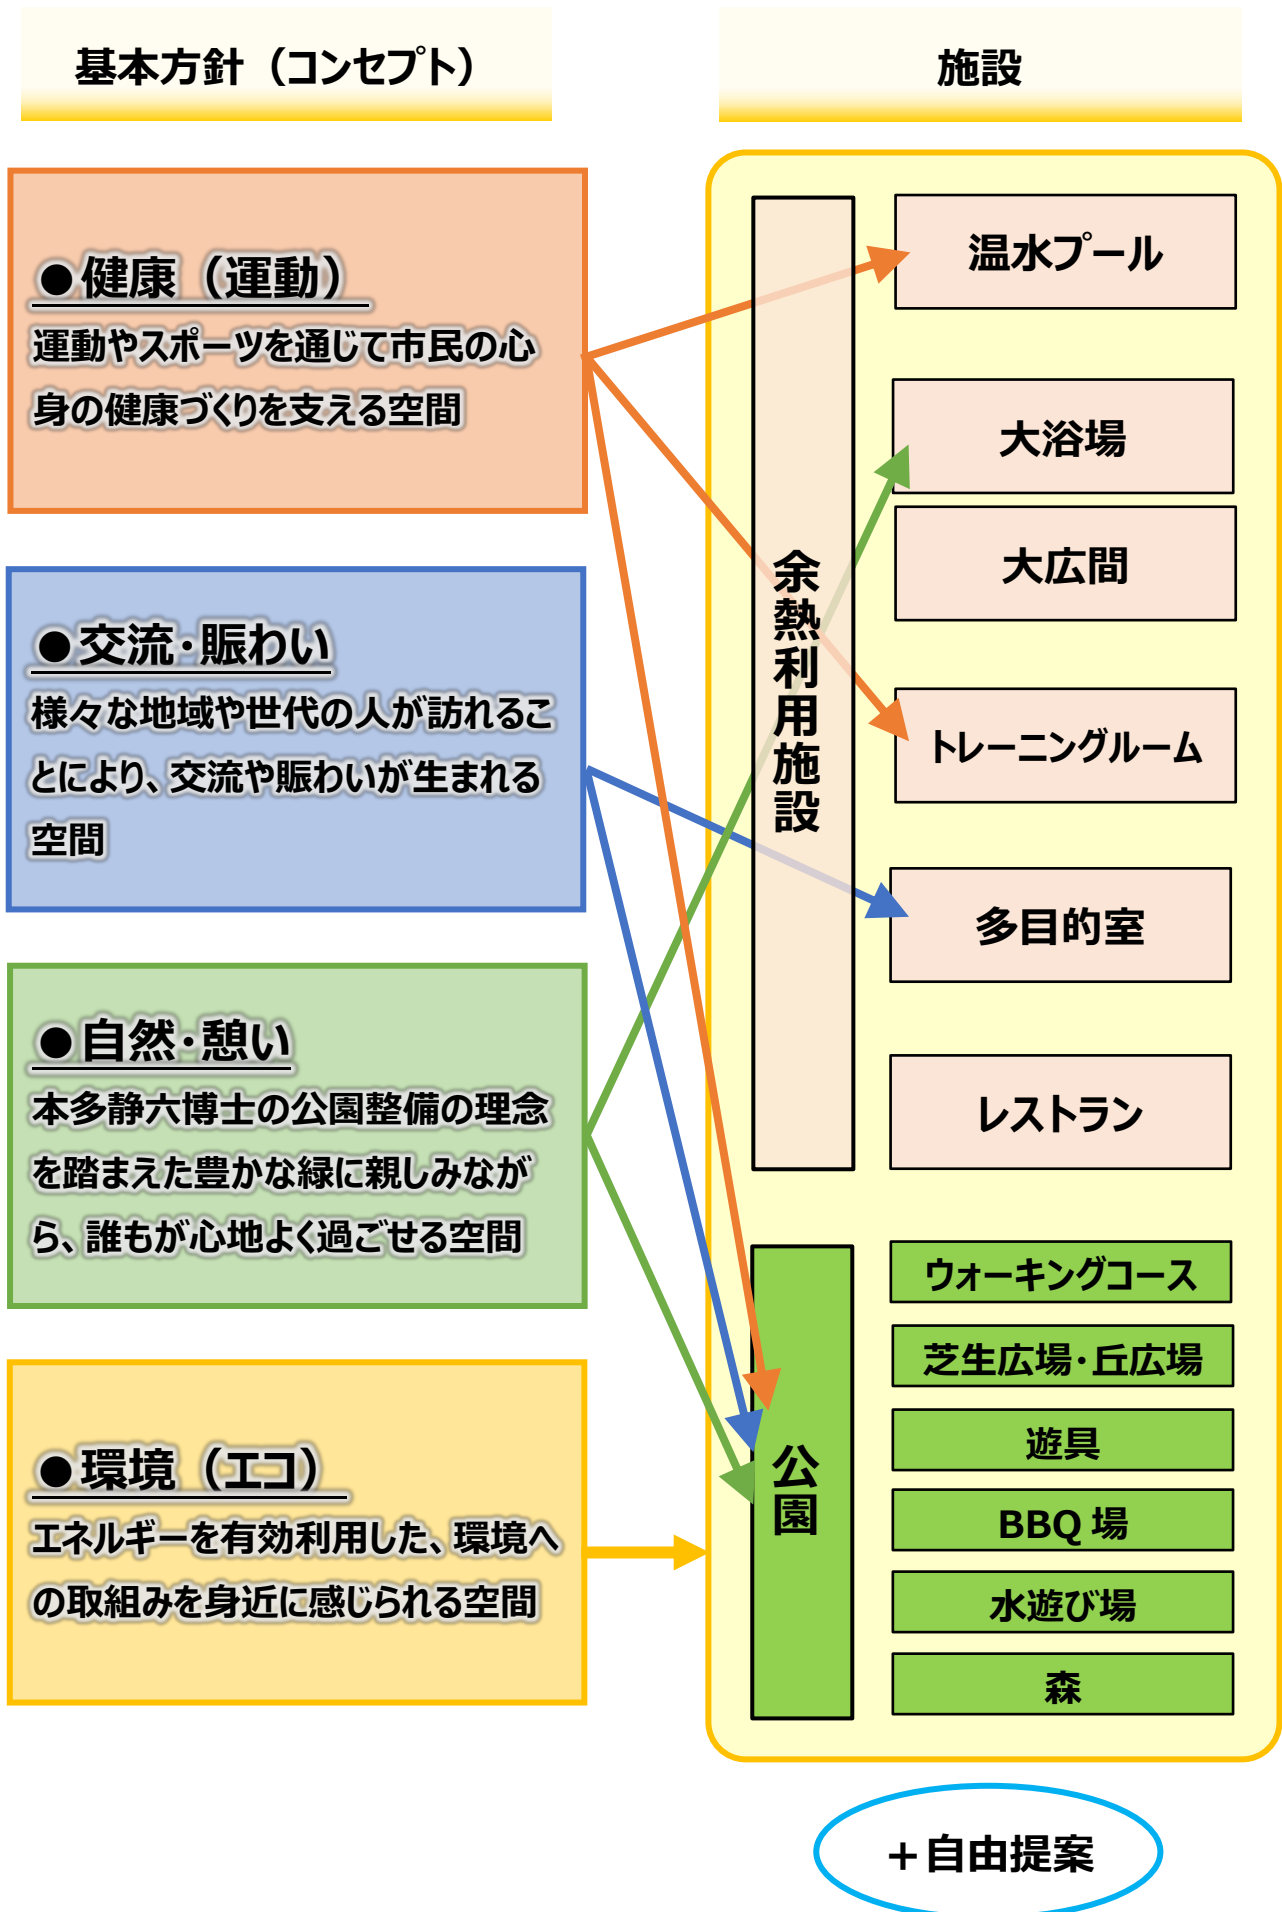 基本方針（コンセプト）
施設
●健康（運動）
運動やスポーツを通じて市民の心
身の健康づくりを支える空間
●交流・賑わい
様々な地域や世代の人が訪れるこ
とにより、交流や賑わいが生まれる
空間
●自然・憩い
本多静六博士の公園整備の理念
を踏まえた豊かな緑に親しみなが
ら、誰もが心地よく過ごせる空間
●環境（エコ）
エネルギーを有効利用した、環境へ
の取組みを身近に感じられる空間
余熱利用施設
温水プール
大浴場
大広間
トレーニングルーム
多目的室
レストラン
公園
ウォーキングコース
芝生広場・丘広場
遊具
BBQ 場
水遊び場
森
＋自由提案